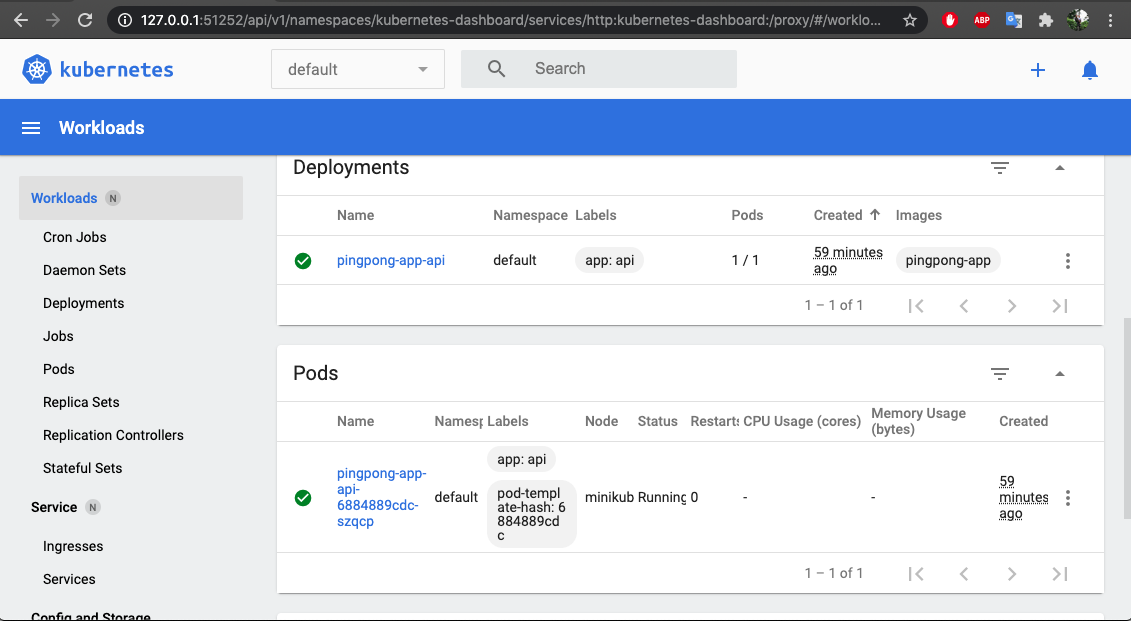 127.0.0.1:51252/api/v1/namespaces/kubernetes-dashboard/services/http:kubernetes-dashboard:/proxy/#/worklo...
ABP
kubernetes
default
Search
Workloads
Workloads N
Cron Jobs
Daemon Sets
Deployments
Jobs
Pods
Replica Sets
Replication Controllers
Stateful Sets
Service N
Ingresses
Services
Config and Storage
Deployments
Name Namespace Labels Pods Created Images
pingpong-app-api default app: api 1 / 1 59 minutes
ago
pingpong-app
1 – 1 of 1
Pods
Name Namesp Labels Node Status Restarts CPU Usage (cores) Memory Usage
(bytes)
Created
pingpong-app-
api-
6884889cdc-
szqcp
default
app: api
pod-templ
ate-hash: 6
884889cd
c
minikub Running 0 - -
59
minutes
ago
1 – 1 of 1